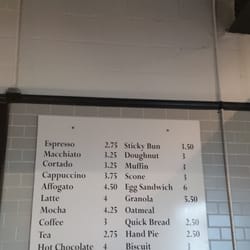 Espresso 2.75 Sticky Bun 3.50
Macchiato 3.25 Doughnut 3
Cortado 3.25 Muffin 3
Cappuccino 3.75 Scone 3
Affogato 4.50 Egg Sandwich 6
Latte 4 Granola 5.50
Mocha 4.25 Oatmeal
Coffee 3 Quick Bread 2.50
Tea 2.75 Hand Pie 3
Hot Chocolate 4 Biscuit